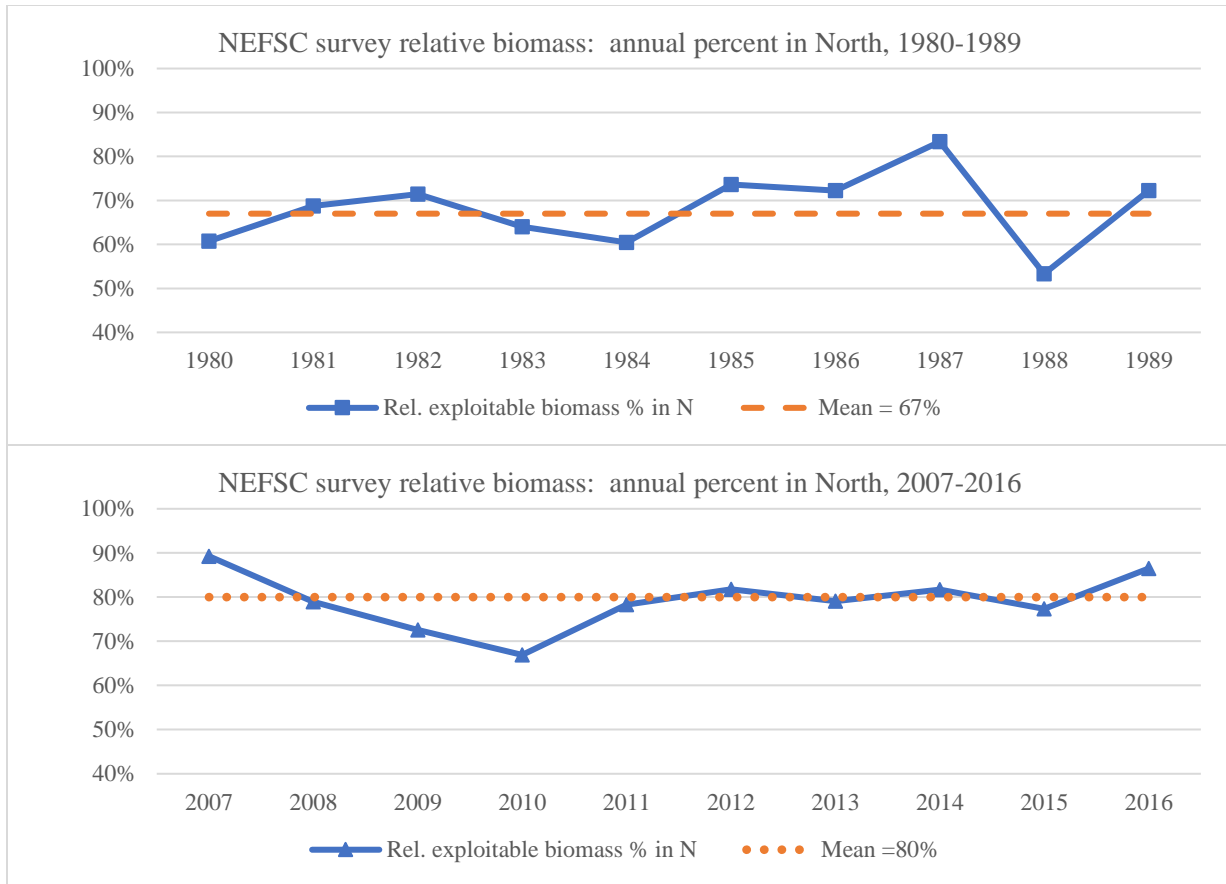 NEFSC survey relative biomass:  annual percent in North, 1980-1989
100%
90%
80%
70%
60%
50%
40%
1980 1981 1982 1983 1984 1985 1986 1987 1988 1989
Rel. exploitable biomass % in N Mean = 67%
NEFSC survey relative biomass:  annual percent in North, 2007-2016
100%
90%
80%
70%
60%
50%
40%
2007 2008 2009 2010 2011 2012 2013 2014 2015 2016
Rel. exploitable biomass % in N Mean =80%